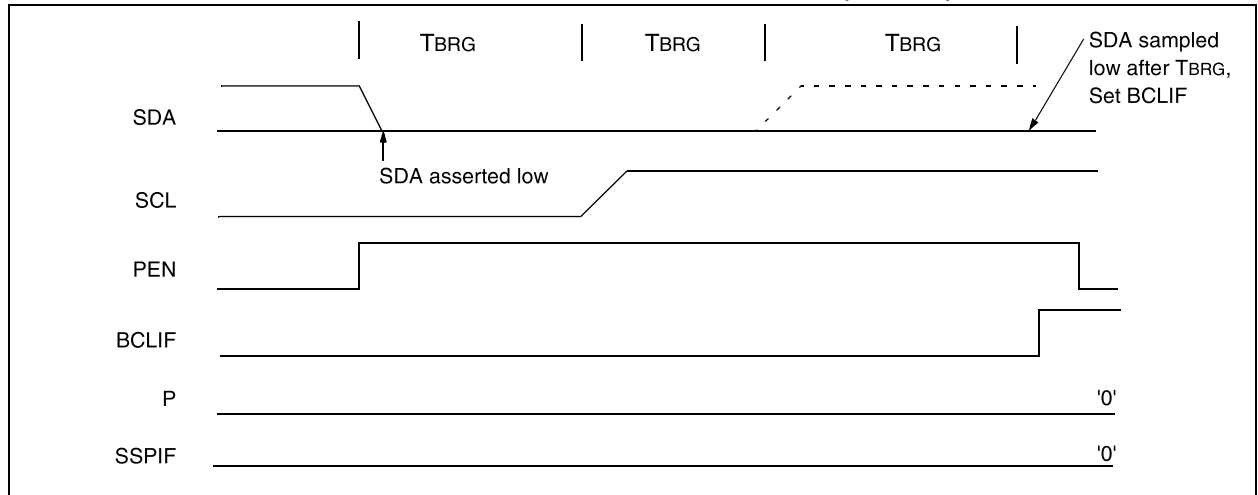 TBRG TBRG TBRG
SDA sampled
low after TBRG,
Set BCLIF
SDA
SDA asserted low
SCL
PEN
BCLIF
P '0'
SSPIF '0'